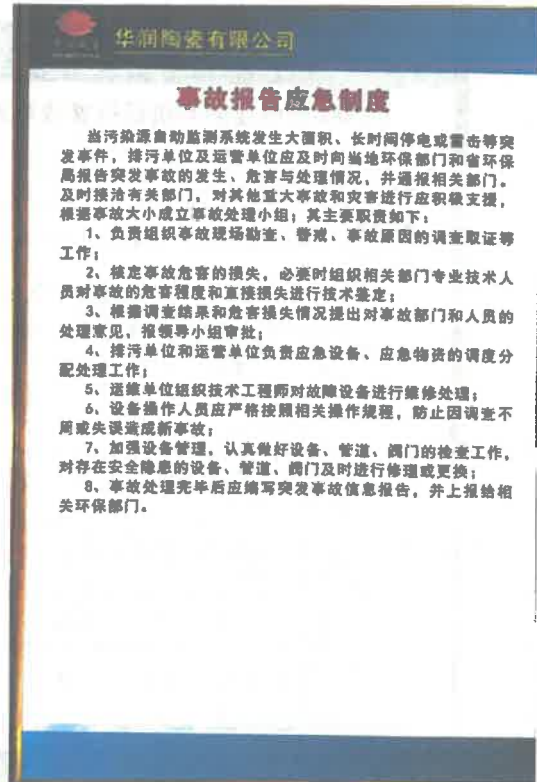 华润陶瓷有限公司
事故报告应急制度
当污染源自动监测系统发生大面积、长时间停电或雷击等突
发事件，排污单位及运营单位应及时向当地环保部门和省环保
局报告突发事故的发生、危害与处理情况，并通报相关部门。
及时接洽有关部门，对其他重大事故和灾害进行应积极支援，
根据事故大小成立事故处理小组；其主要职责如下：
1、负责组织事故现场勘查、警戒、事故原因的调查取证等
工作；
2、核定事故危害的损失，必要时组织相关部门专业技术人
员对事故的危害程度和直接损失进行技术鉴定；
3、根据调查结果和危害损失情况提出对事故部门和人员的
处理意见，报领导小组审批；
4、排污单位和运营单位负责应急设备、应急物资的调度分
配处理工作；
5、运维单位组织技术工程师对故障设备进行维修处理；
6、设备操作人员应严格按照相关操作规程，防止因调查不
周或失误造成新事故；
7、加强设备管理，认真做好设备、管道、阀门的检查工作，
对存在安全隐患的设备、管道、阀门及时进行修理或更换；
8、事故处理完毕后应编写突发事故信息报告，并上报给相
关环保部门。